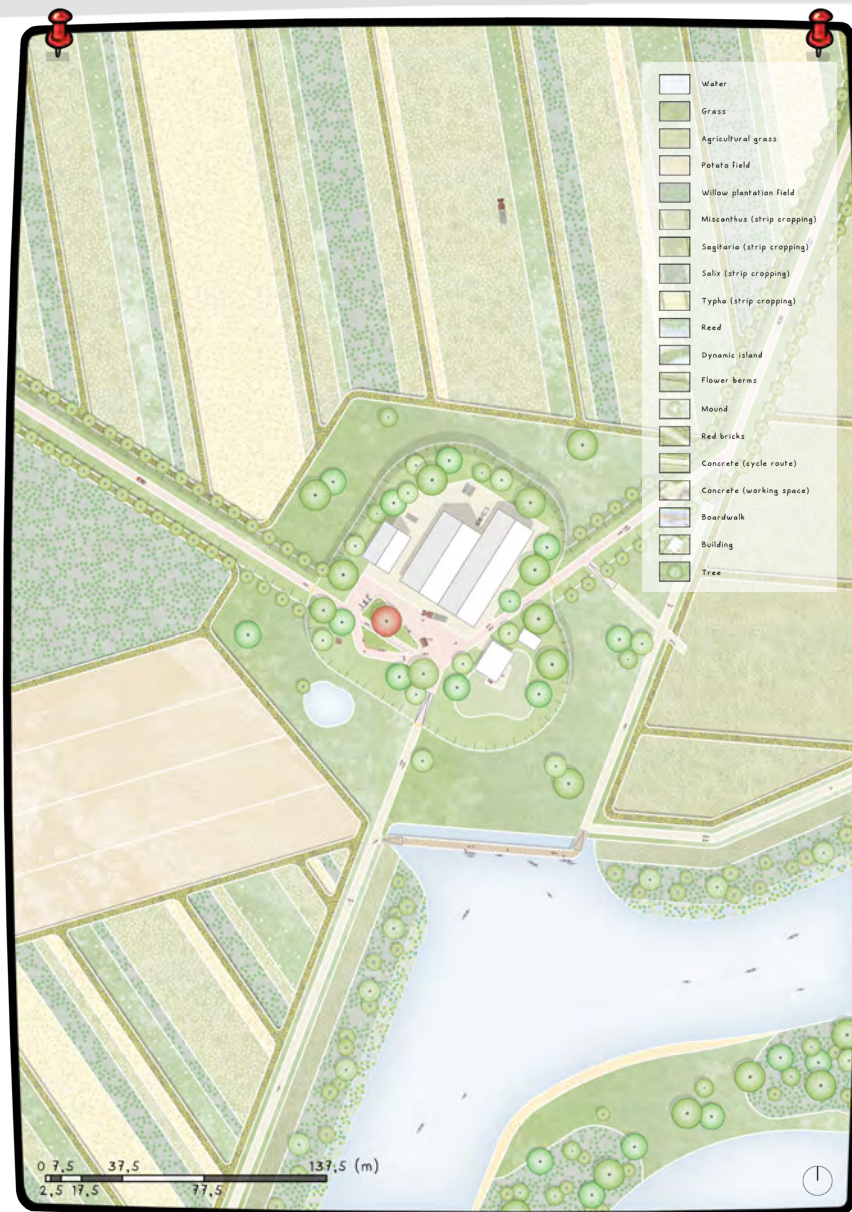 Water
Grass
Agricultural grass
Potato field
Willow plantation field
Miscanthus (strip cropping)
Sagitaria (strip cropping)
Salix (strip cropping)
Typha (strip cropping)
Reed
Dynamic island
Flower berms
Mound
Red bricks
Concrete (cycle route)
Concrete (working space)
Boardwalk
Building
Tree
0 7,5 37,5 137,5 (m)
2,5 17,5 77,5